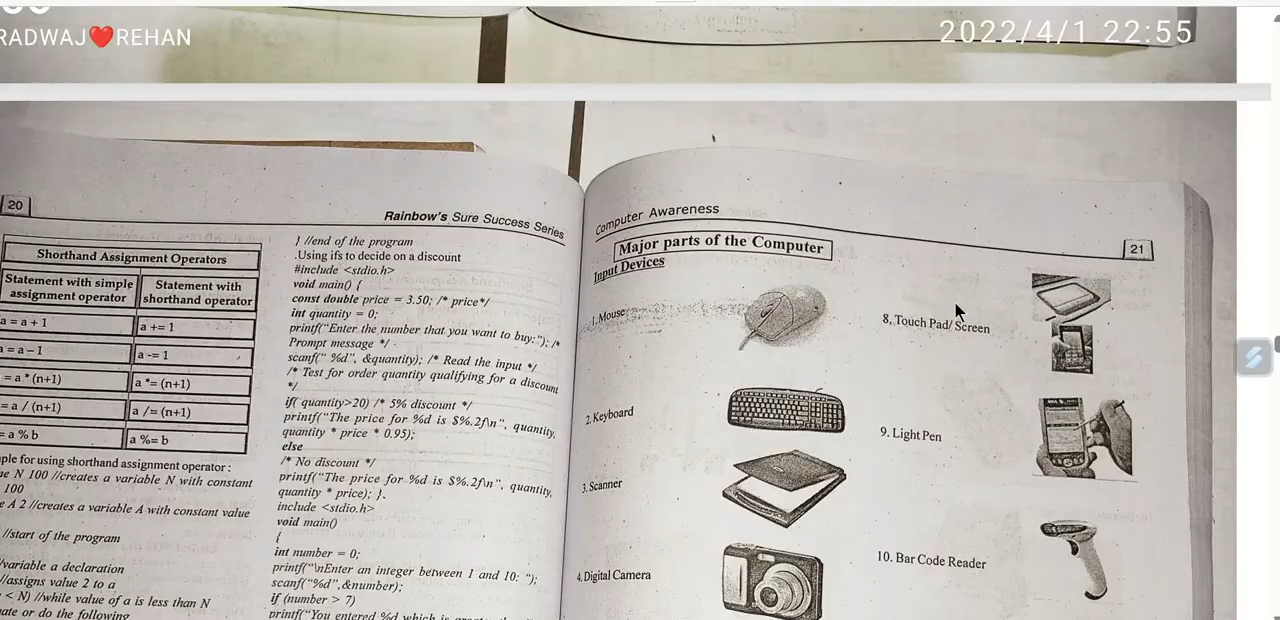 RADWAJ❤️REHAN
2022/4/1 22:55
20
Rainbow's Sure Success Series
Shorthand Assignment Operators
Statement with simple assignment operator
Statement with shorthand operator
a = a + 1
a += 1
a = a – 1
a -= 1
= a * (n+1)
a *= (n+1)
= a / (n+1)
a /= (n+1)
= a % b
a %= b
ple for using shorthand assignment operator :
ne N 100 //creates a variable N with constant
100
e A 2 //creates a variable A with constant value
//start of the program
/variable a declaration
//assigns value 2 to a
< N) //while value of a is less than N
ate or do the following
} //end of the program
.Using ifs to decide on a discount
#include <stdio.h>
void main() {
const double price = 3.50; /* price*/
int quantity = 0;
printf("Enter the number that you want to buy:"); /*
Prompt message */
scanf(" %d", &quantity); /* Read the input */
/* Test for order quantity qualifying for a discount
*/
if( quantity>20) /* 5% discount */
printf("The price for %d is $%.2f\n", quantity,
quantity * price * 0.95);
else
/* No discount */
printf("The price for %d is $%.2f\n", quantity,
quantity * price); }.
include <stdio.h>
void main()
{
int number = 0;
printf("\nEnter an integer between 1 and 10: ");
scanf("%d",&number);
if (number > 7)
printf("You entered %d which is
Computer Awareness
21
Major parts of the Computer
Input Devices
1. Mouse
2. Keyboard
3. Scanner
4. Digital Camera
8, Touch Pad/ Screen
9. Light Pen
10. Bar Code Reader